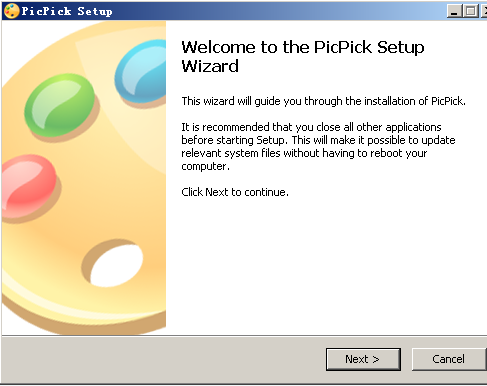 PicPick Setup
Welcome to the PicPick Setup
Wizard
This wizard will guide you through the installation of PicPick.
It is recommended that you close all other applications
before starting Setup. This will make it possible to update
relevant system files without having to reboot your
computer.
Click Next to continue.
Next >
Cancel